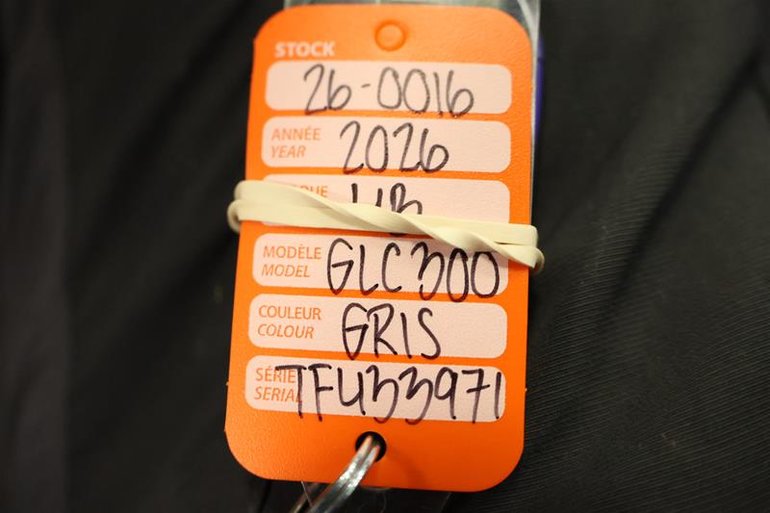 STOCK
26-0016
ANNÉE 2026
YEAR
MODÈLE GLC300
MODEL
COULEUR GRIS
COLOUR
SÉRIE TFU33971
SERIAL